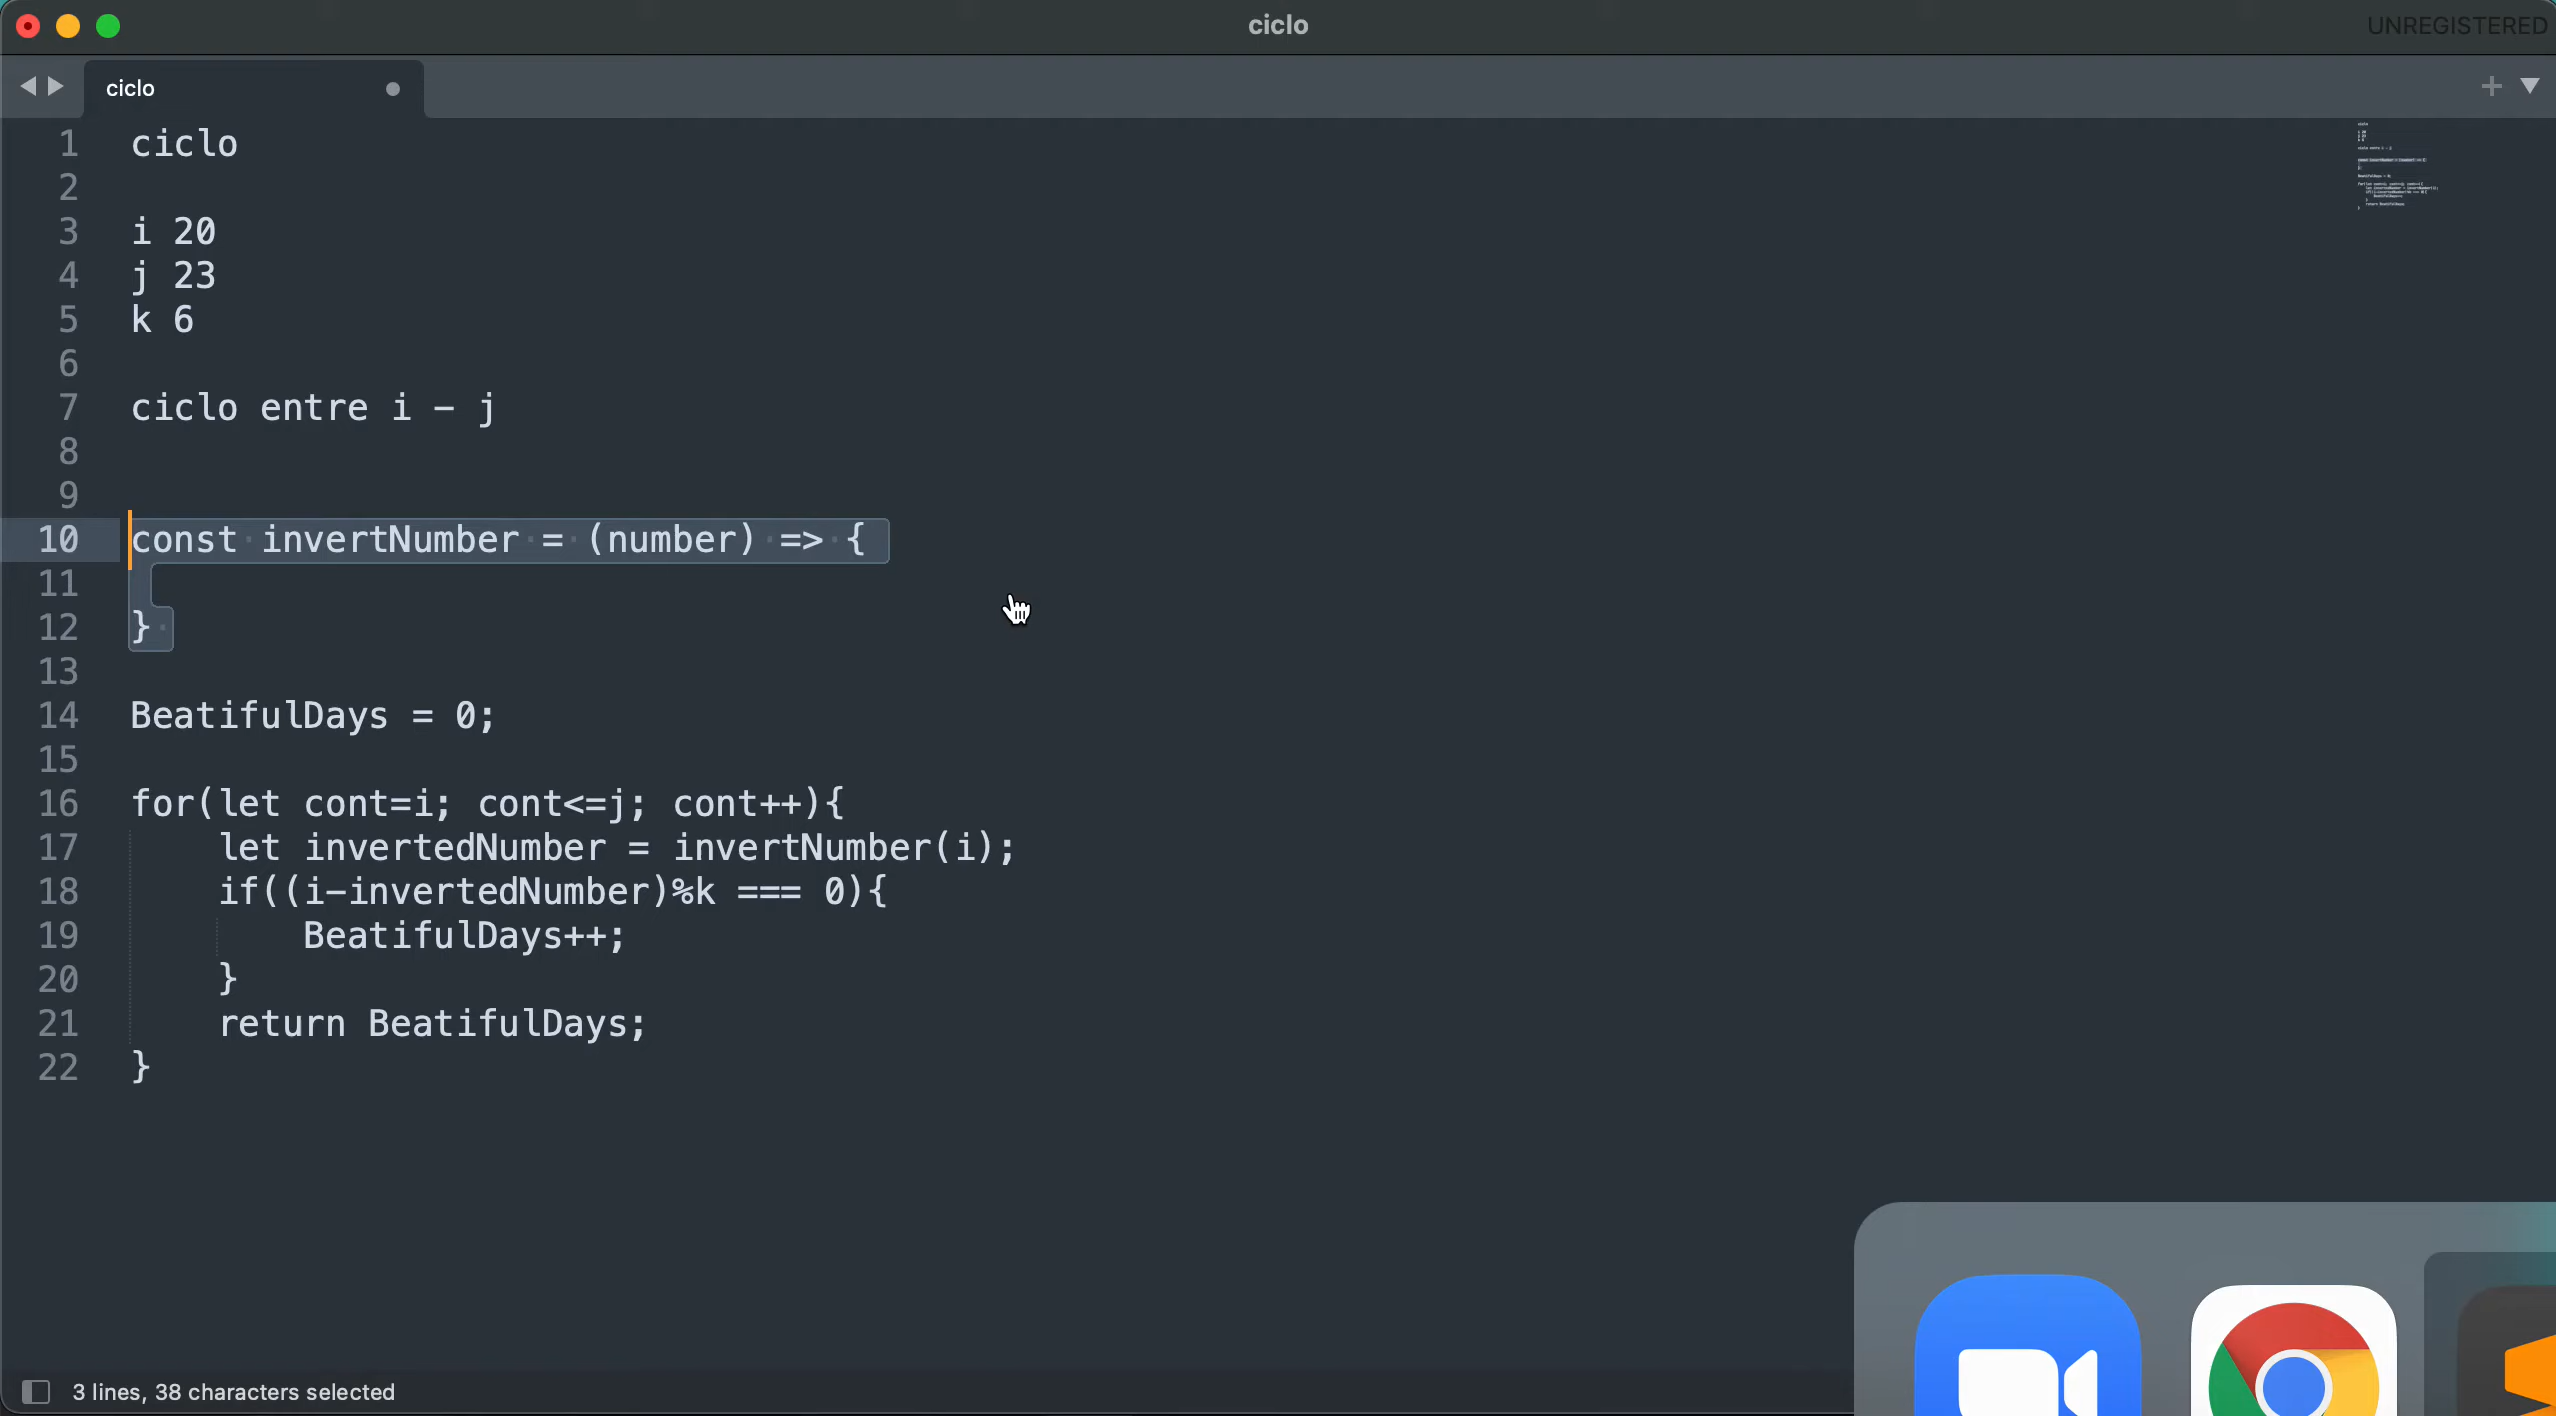 ciclo
UNREGISTERED
ciclo
1 ciclo
2
3 i 20
4 j 23
5 k 6
6
7 ciclo entre i - j
8
9
10 const invertNumber = (number) => {
11
12 }
13
14 BeatifulDays = 0;
15
16 for(let cont=i; cont<=j; cont++){
17 let invertedNumber = invertNumber(i);
18 if((i-invertedNumber)%k === 0){
19 BeatifulDays++;
20 }
21 return BeatifulDays;
22 }
3 lines, 38 characters selected